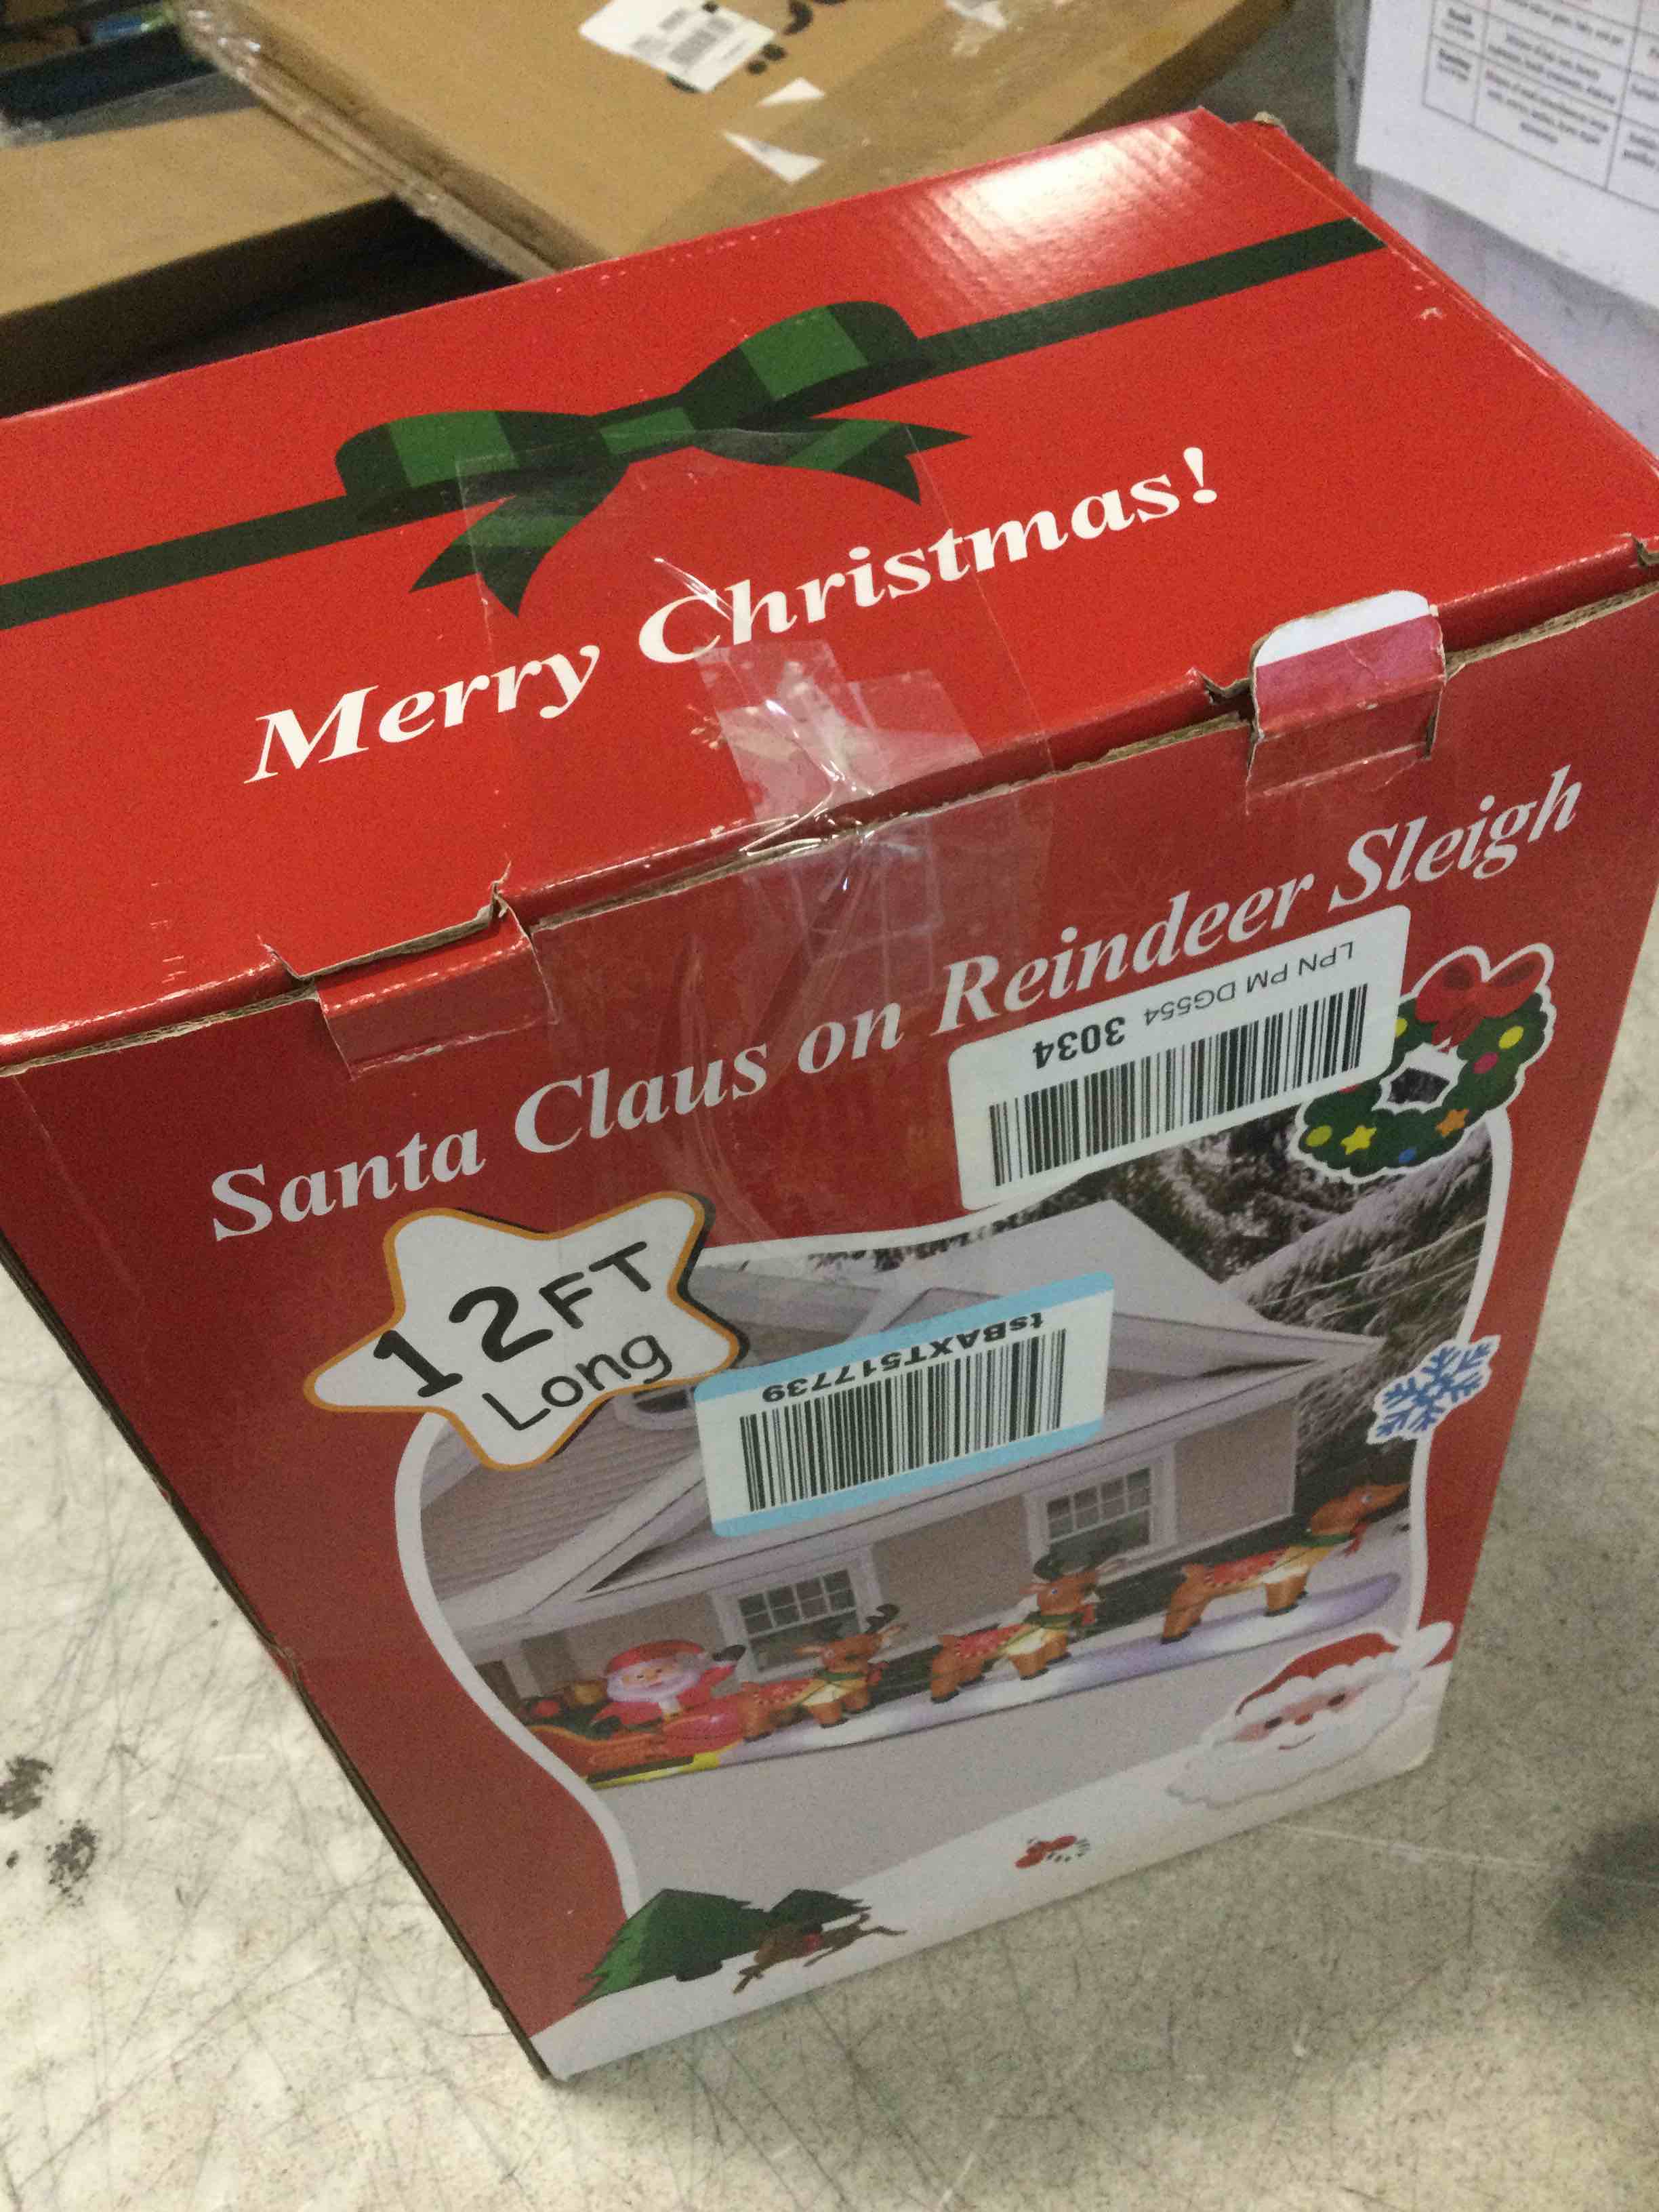 Merry Christmas!
Santa Claus on Reindeer Sleigh
LPN PM DG554 3034
12FT
Long
tsBAXT517739